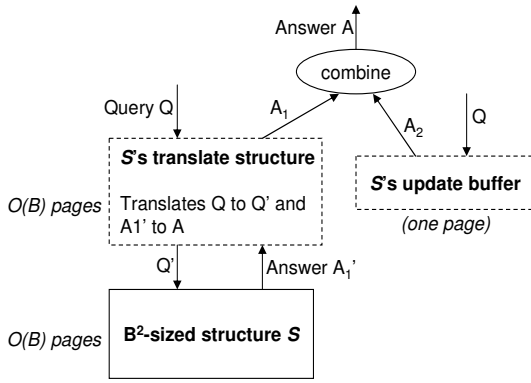 Answer A
combine
Query Q
A₁
A₂
Q
S's translate structure
O(B) pages
Translates Q to Q' and
A1' to A
S's update buffer
(one page)
Q'
Answer A₁'
O(B) pages
B²-sized structure S